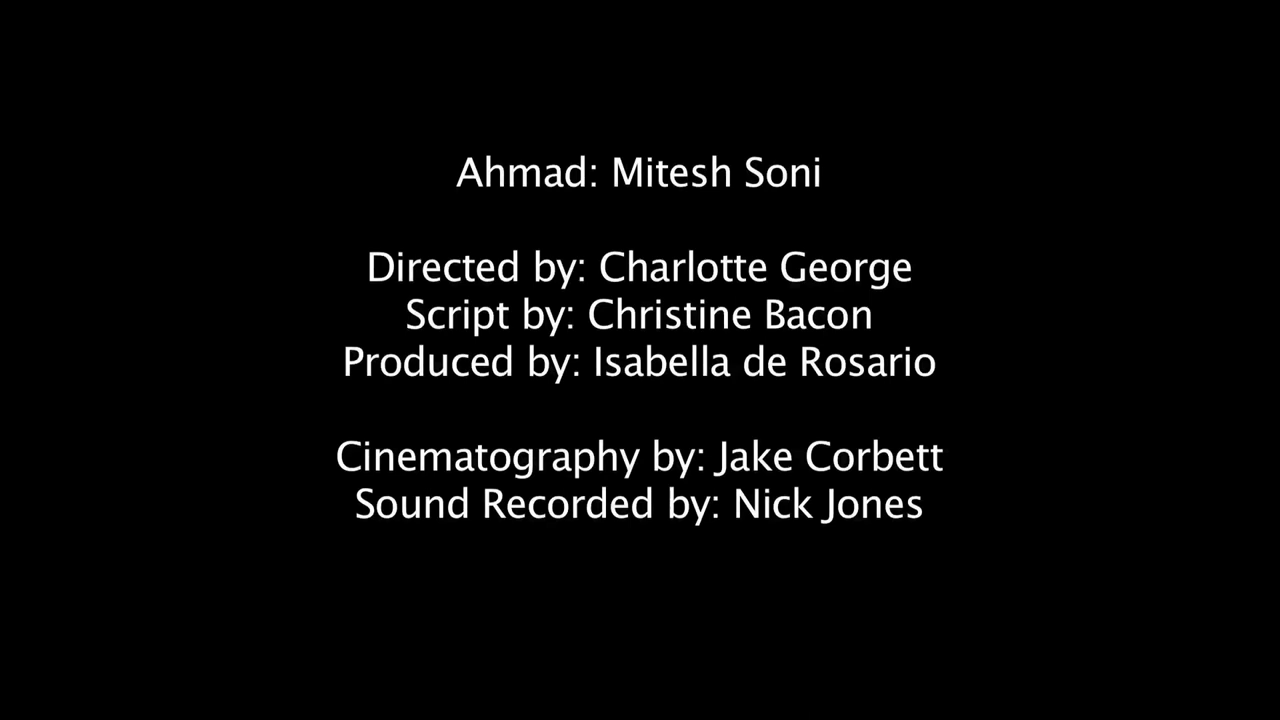 Ahmad: Mitesh Soni
Directed by: Charlotte George
Script by: Christine Bacon
Produced by: Isabella de Rosario
Cinematography by: Jake Corbett
Sound Recorded by: Nick Jones